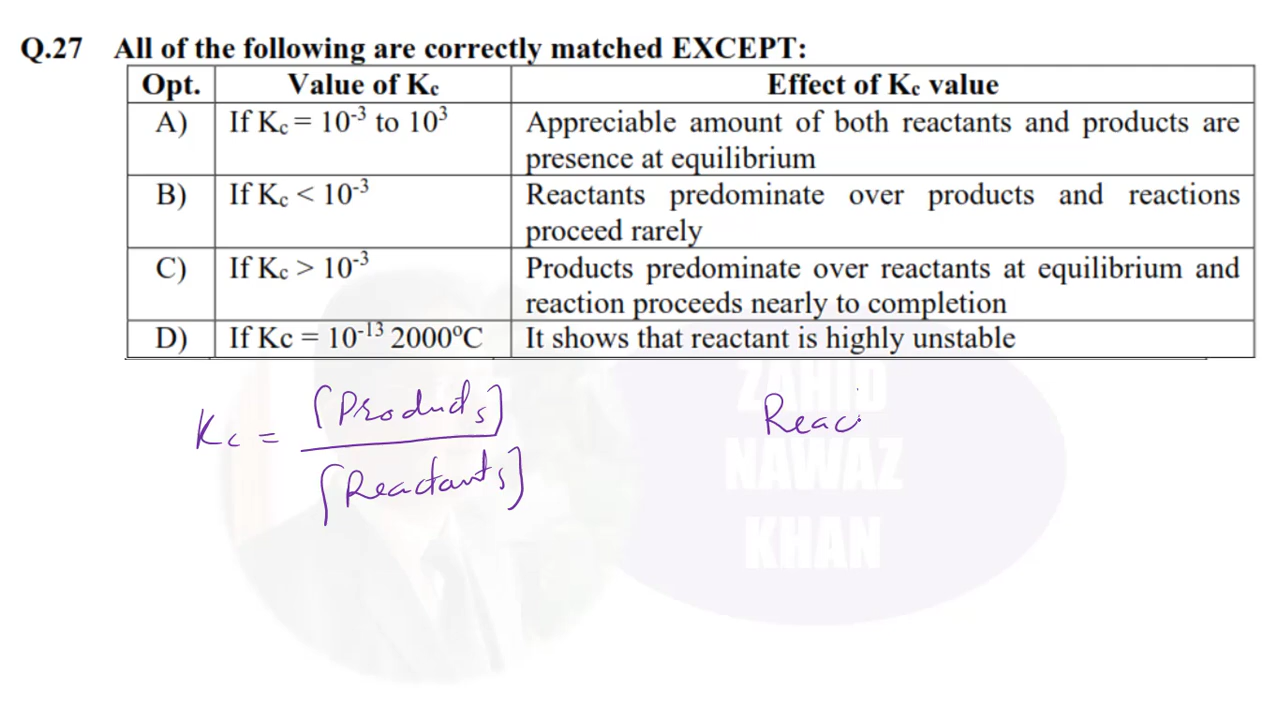 Q.27 All of the following are correctly matched EXCEPT:
Opt. Value of Kc Effect of Kc value
A) If Kc = 10⁻³ to 10³ Appreciable amount of both reactants and products are
presence at equilibrium
B) If Kc < 10⁻³ Reactants predominate over products and reactions
proceed rarely
C) If Kc > 10⁻³ Products predominate over reactants at equilibrium and
reaction proceeds nearly to completion
D) If Kc = 10⁻¹³ 2000⁰C It shows that reactant is highly unstable
Kc = [Products]
[Reactants]
Reac
ZAHID
NAWAZ
KHAN